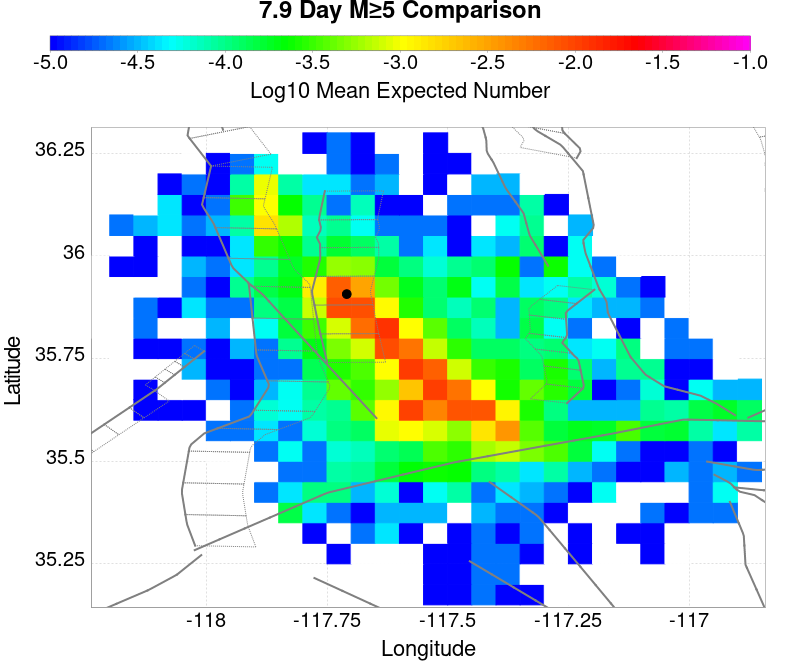 7.9 Day M≥5 Comparison
-5.0 -4.5 -4.0 -3.5 -3.0 -2.5 -2.0 -1.5 -1.0
Log10 Mean Expected Number
36.25
36
35.75
35.5
35.25
Latitude
-118 -117.75 -117.5 -117.25 -117
Longitude